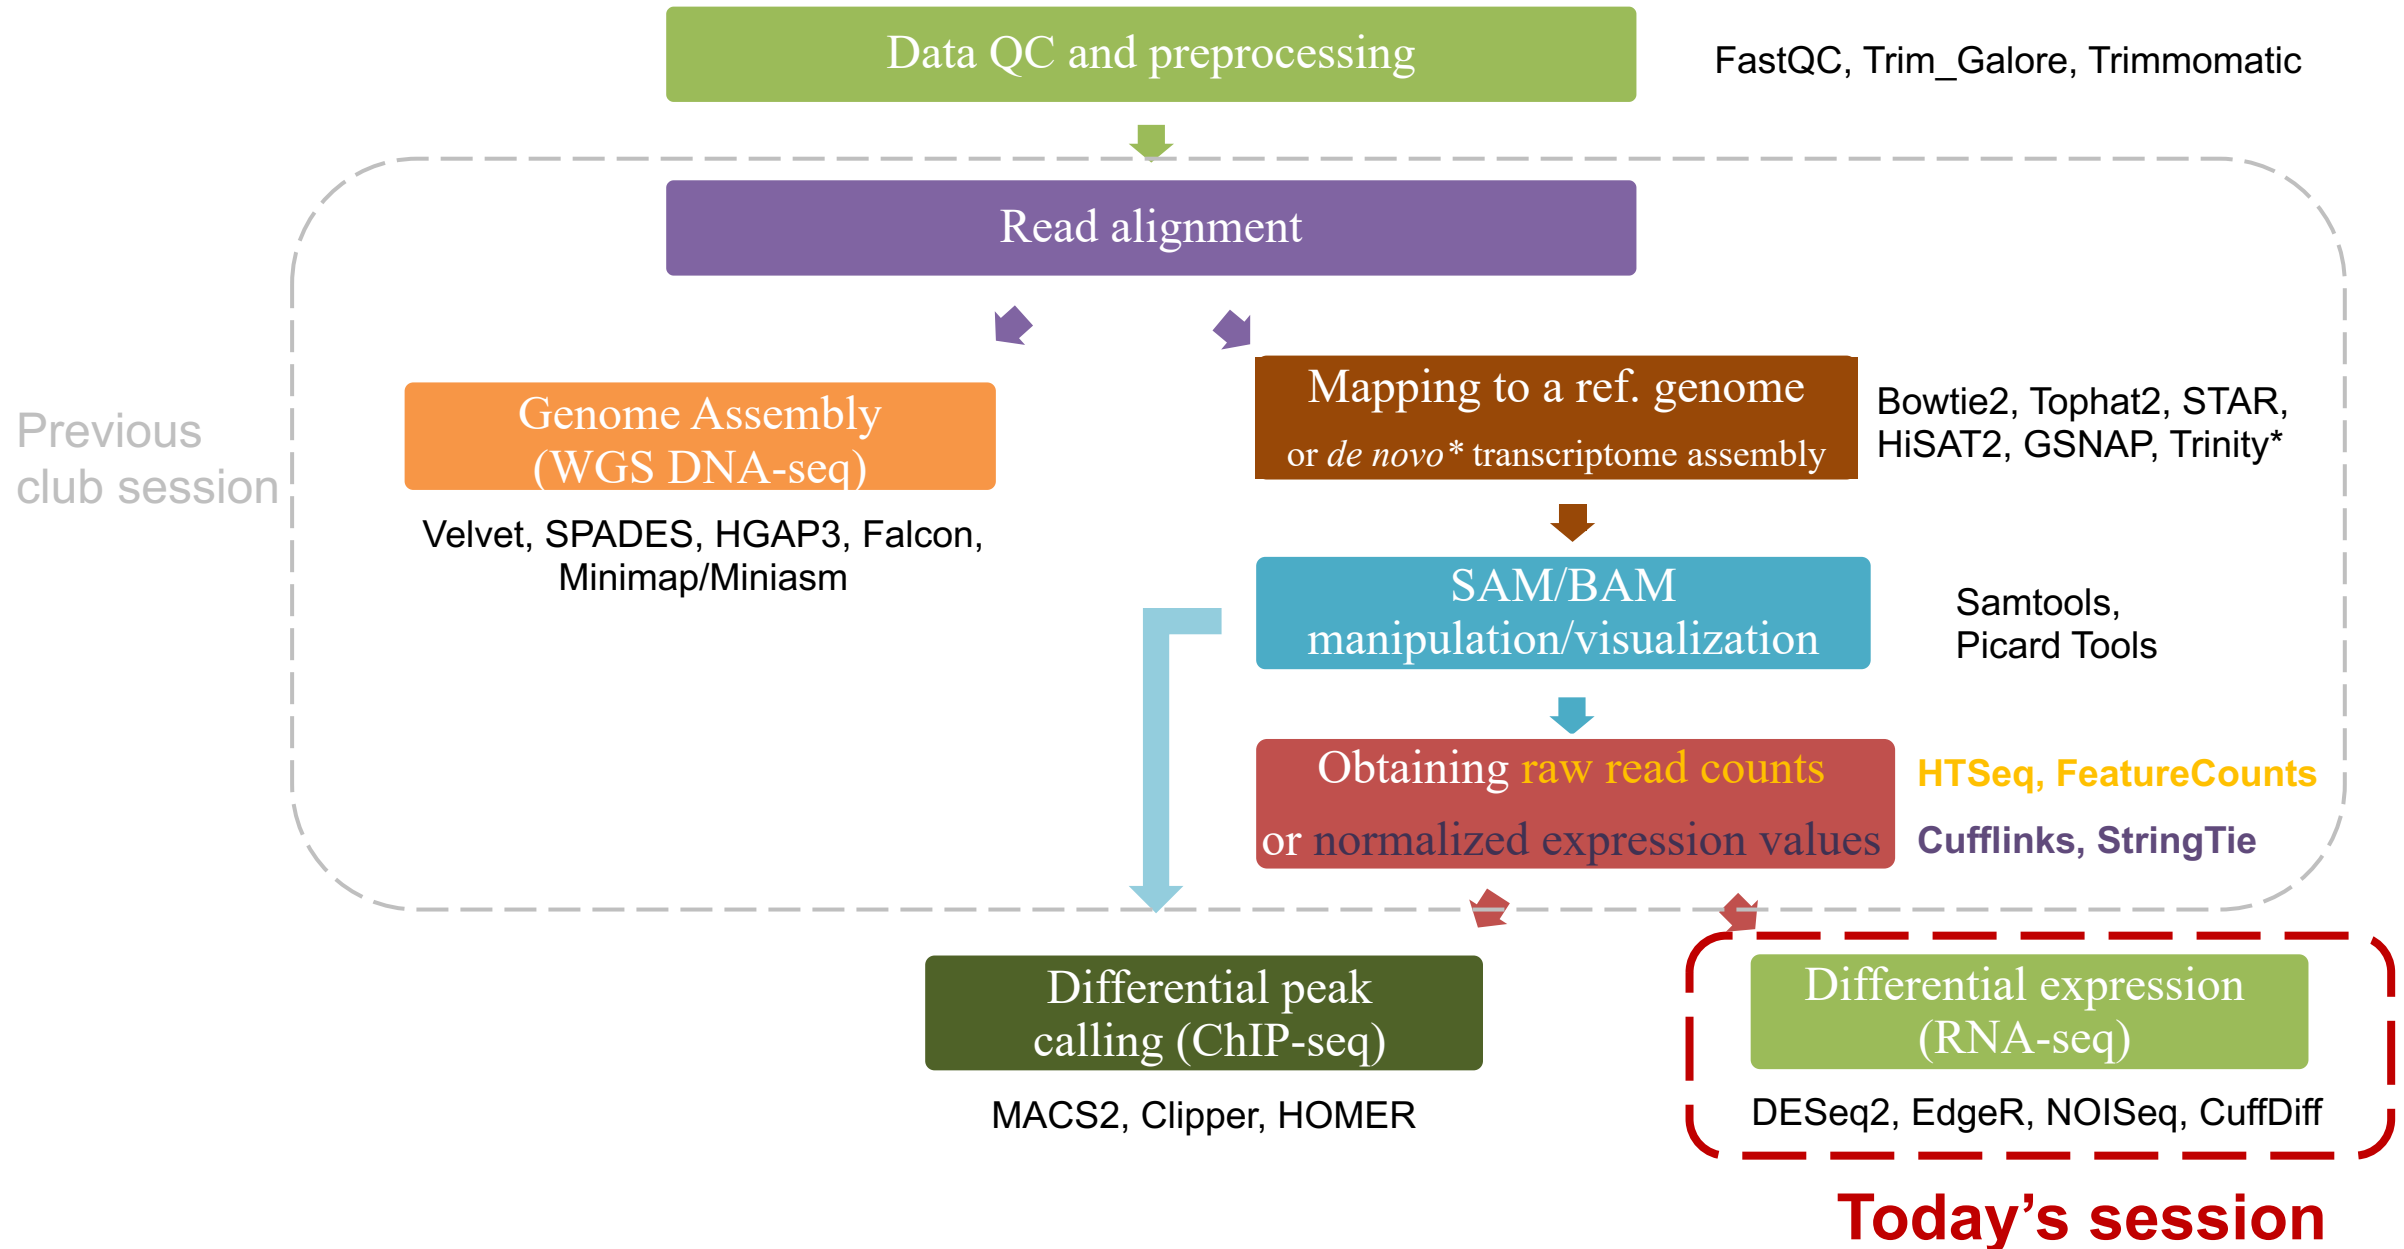 Data QC and preprocessing
FastQC, Trim_Galore, Trimmomatic
Read alignment
Previous
club session
Genome Assembly
(WGS DNA-seq)
Velvet, SPADES, HGAP3, Falcon,
Minimap/Miniasm
Mapping to a ref. genome
or de novo* transcriptome assembly
Bowtie2, Tophat2, STAR,
HiSAT2, GSNAP, Trinity*
SAM/BAM
manipulation/visualization
Samtools,
Picard Tools
Obtaining raw read counts
or normalized expression values
HTSeq, FeatureCounts
Cufflinks, StringTie
Differential peak
calling (ChIP-seq)
MACS2, Clipper, HOMER
Differential expression
(RNA-seq)
DESeq2, EdgeR, NOISeq, CuffDiff
Today’s session